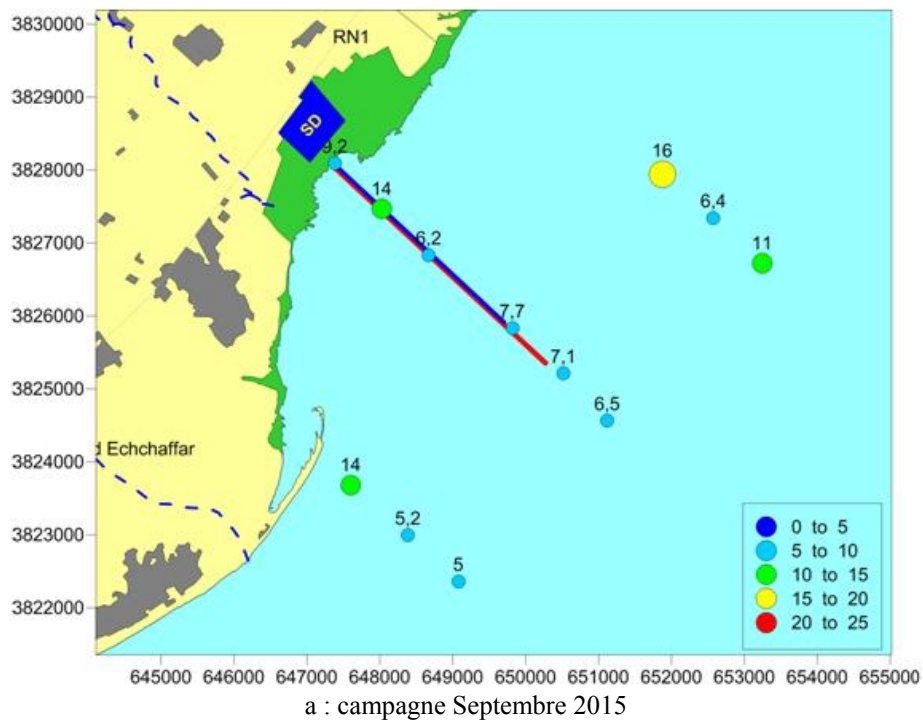 3830000
3829000
3828000
3827000
3826000
3825000
3824000
3823000
3822000
RN1
SD
9,2
14
6,2
7,7
7,1
6,5
16
6,4
11
d Echchaffar
14
5,2
5
0 to 5
5 to 10
10 to 15
15 to 20
20 to 25
645000 646000 647000 648000 649000 650000 651000 652000 653000 654000 655000
a : campagne Septembre 2015